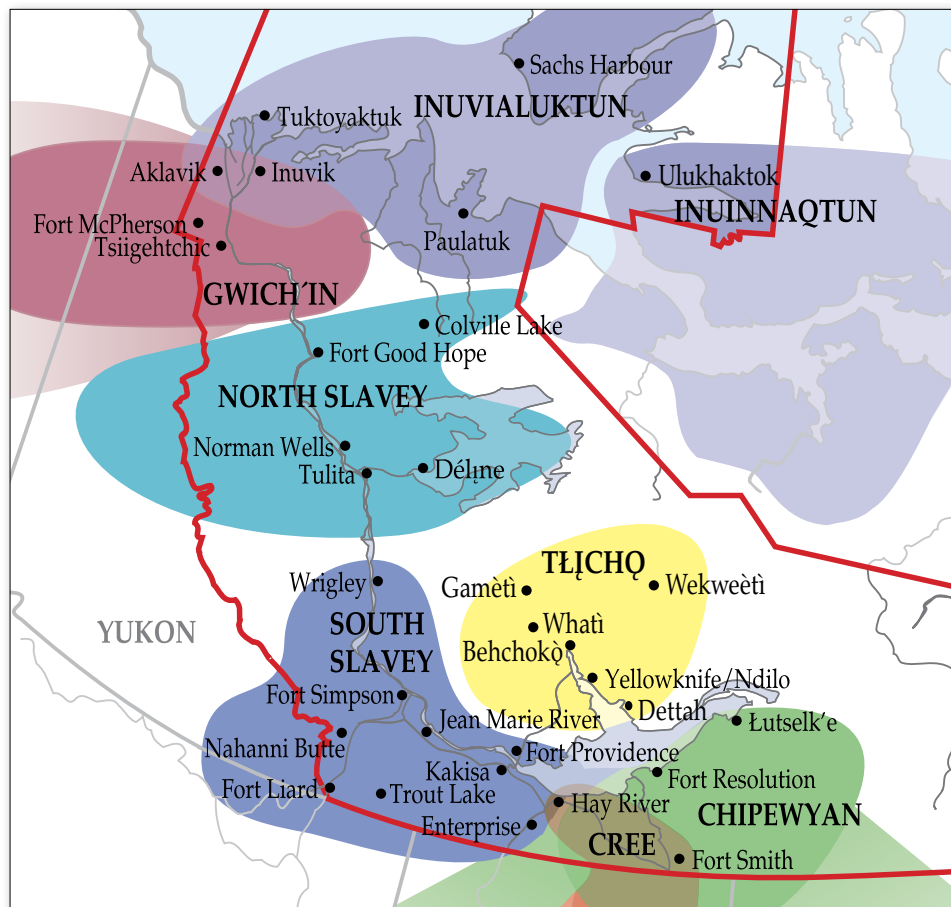 Sachs Harbour
INUVIALUKTUN
Tuktoyaktuk
Aklavik
Inuvik
Ulukhaktok
INUINNAQTUN
Fort McPherson
Tsiigehtchic
Paulatuk
GWICH´IN
Colville Lake
Fort Good Hope
NORTH SLAVEY
Norman Wells
Tulita
Délı̨ne
TŁĮCHǪ
Wrigley
Gamètì
Wekweètì
YUKON
SOUTH
SLAVEY
Whatì
Behchokǫ̀
Fort Simpson
Yellowknife/Ndilo
Dettah
Łutselk’e
Jean Marie River
Nahanni Butte
Fort Providence
Kakisa
Fort Resolution
Fort Liard
Trout Lake
Hay River
CHIPEWYAN
Enterprise
CREE
Fort Smith